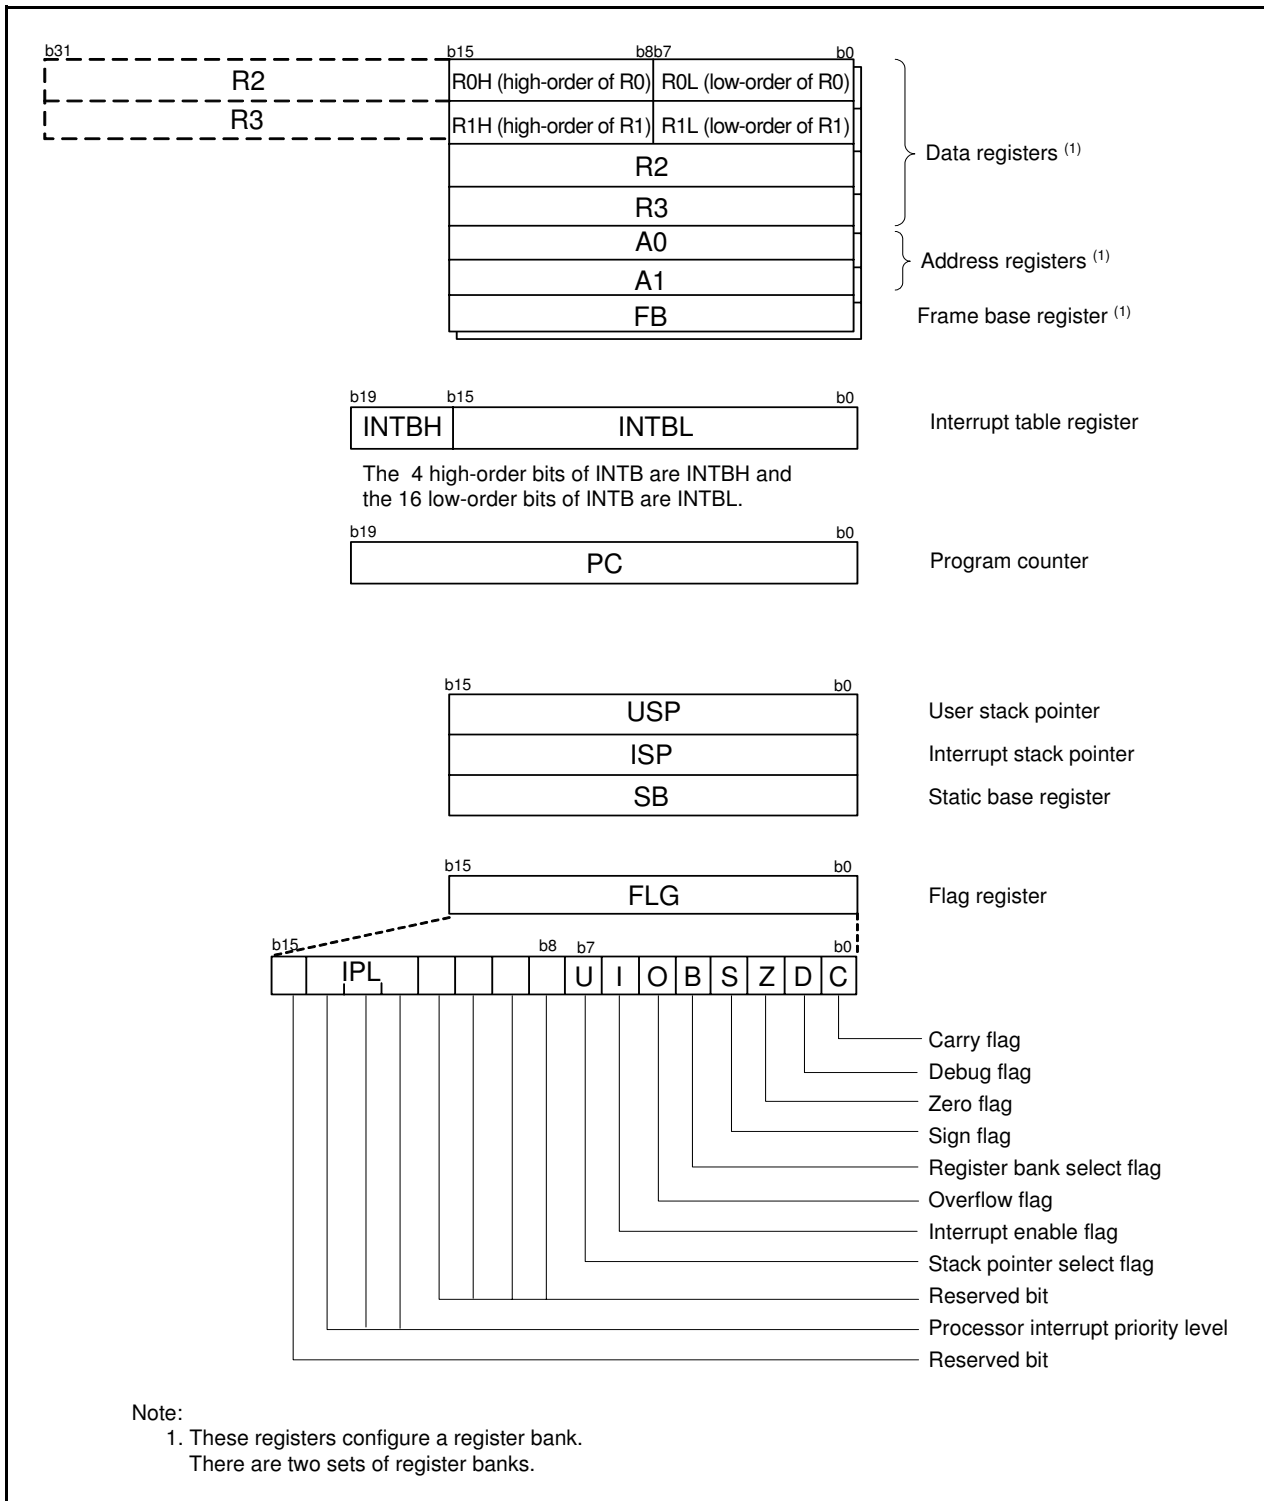 b31 b15 b8b7 b0
R2 R0H (high-order of R0) R0L (low-order of R0)
R3 R1H (high-order of R1) R1L (low-order of R1)
Data registers (1)
R2
R3
A0
Address registers (1)
A1
FB Frame base register (1)
b19 b15 b0
INTBH INTBL Interrupt table register
The 4 high-order bits of INTB are INTBH and
the 16 low-order bits of INTB are INTBL.
b19 b0
PC Program counter
b15 b0
USP User stack pointer
ISP Interrupt stack pointer
SB Static base register
b15 b0
FLG Flag register
b15 b8 b7 b0
IPL U I O B S Z D C
Carry flag
Debug flag
Zero flag
Sign flag
Register bank select flag
Overflow flag
Interrupt enable flag
Stack pointer select flag
Reserved bit
Processor interrupt priority level
Reserved bit
Note:
1. These registers configure a register bank.
There are two sets of register banks.